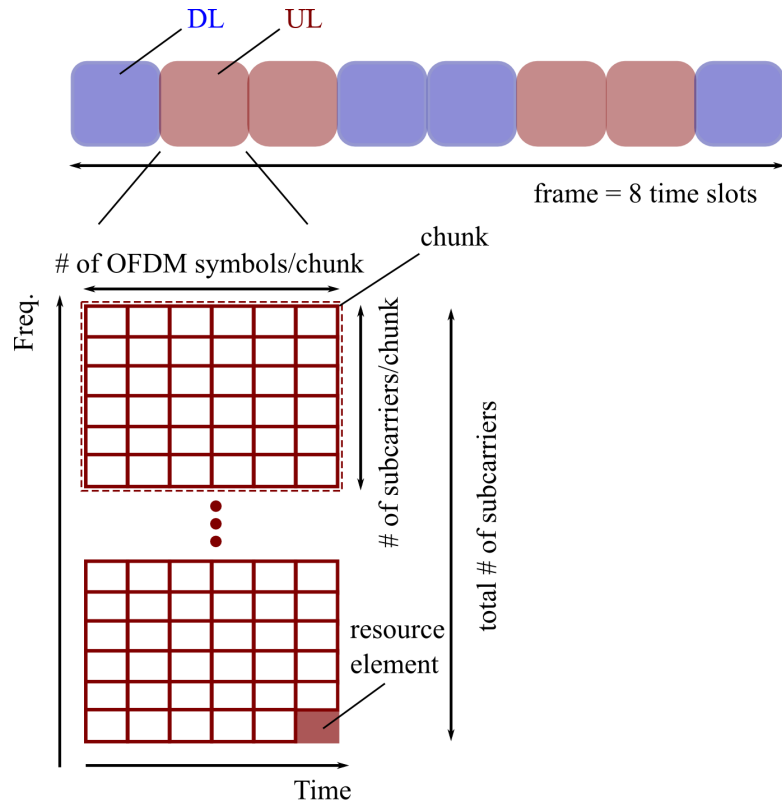 DL
UL
frame = 8 time slots
chunk
# of OFDM symbols/chunk
Freq.
# of subcarriers/chunk
total # of subcarriers
resource
element
Time